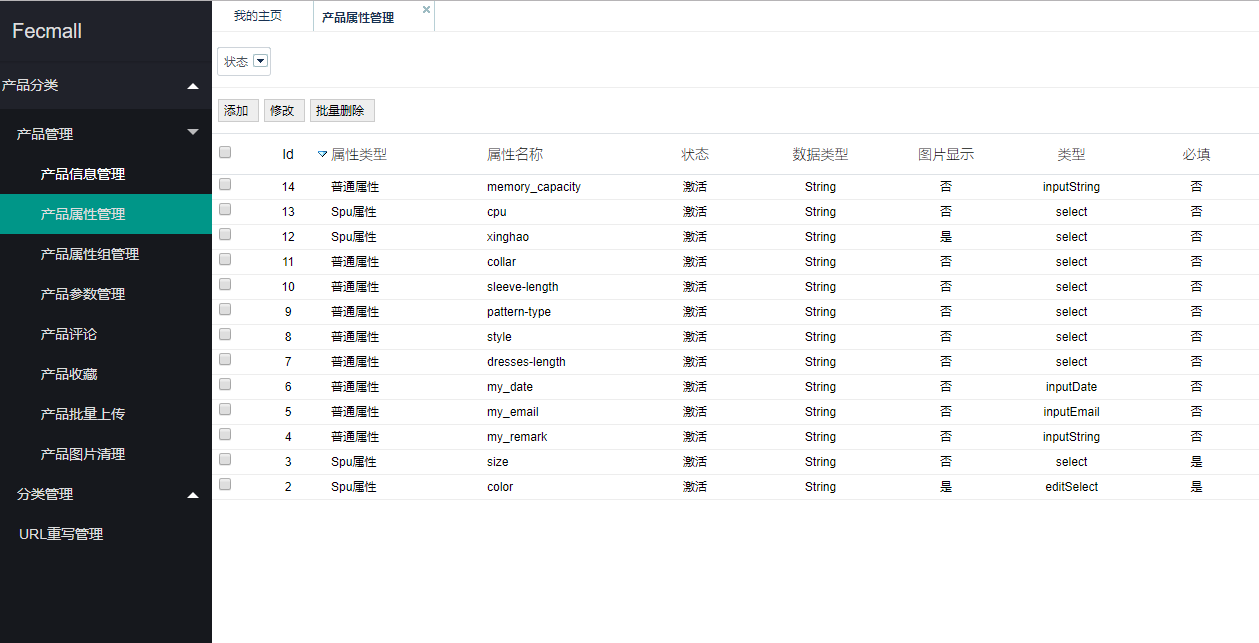 Fecmall
产品分类
产品管理
产品信息管理
产品属性管理
产品属性组管理
产品参数管理
产品评论
产品收藏
产品批量上传
产品图片清理
分类管理
URL重写管理
我的主页 产品属性管理
状态
添加 修改 批量删除
Id 属性类型 属性名称 状态 数据类型 图片显示 类型 必填
14 普通属性 memory_capacity 激活 String 否 inputString 否
13 Spu属性 cpu 激活 String 否 select 否
12 Spu属性 xinghao 激活 String 是 select 否
11 普通属性 collar 激活 String 否 select 否
10 普通属性 sleeve-length 激活 String 否 select 否
9 普通属性 pattern-type 激活 String 否 select 否
8 普通属性 style 激活 String 否 select 否
7 普通属性 dresses-length 激活 String 否 select 否
6 普通属性 my_date 激活 String 否 inputDate 否
5 普通属性 my_email 激活 String 否 inputEmail 否
4 普通属性 my_remark 激活 String 否 inputString 否
3 Spu属性 size 激活 String 否 select 是
2 Spu属性 color 激活 String 是 editSelect 是